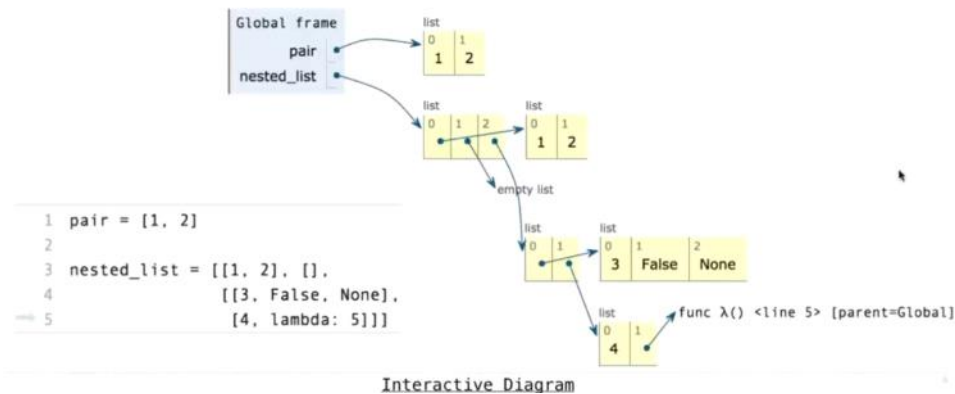 Global frame
pair
nested_list
list
0 1
1 2
list
0 1 2
list
0 1
1 2
empty list
list
0 1
list
0 1 2
3 False None
list
0 1
4
func λ() <line 5> [parent=Global]
1 pair = [1, 2]
2
3 nested_list = [[1, 2], [],
4 [[3, False, None],
5 [4, lambda: 5]]]
Interactive Diagram